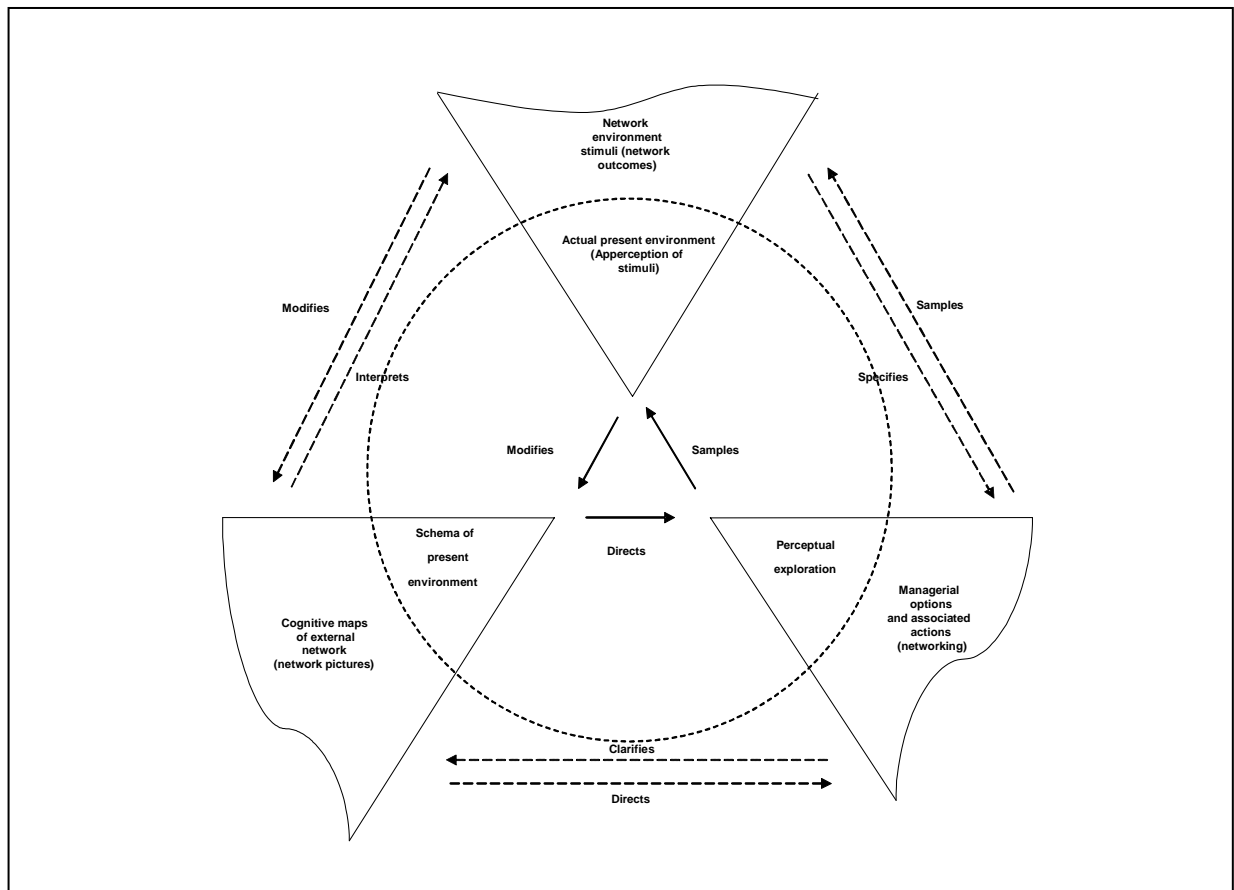 Network
environment
stimuli (network
outcomes)
Actual present environment
(Apperception of
stimuli)
Modifies
Samples
Interprets
Specifies
Modifies
Samples
Schema of
present
environment
Directs
Perceptual
exploration
Cognitive maps
of external
network
(network pictures)
Managerial
options
and associated
actions
(networking)
Clarifies
Directs